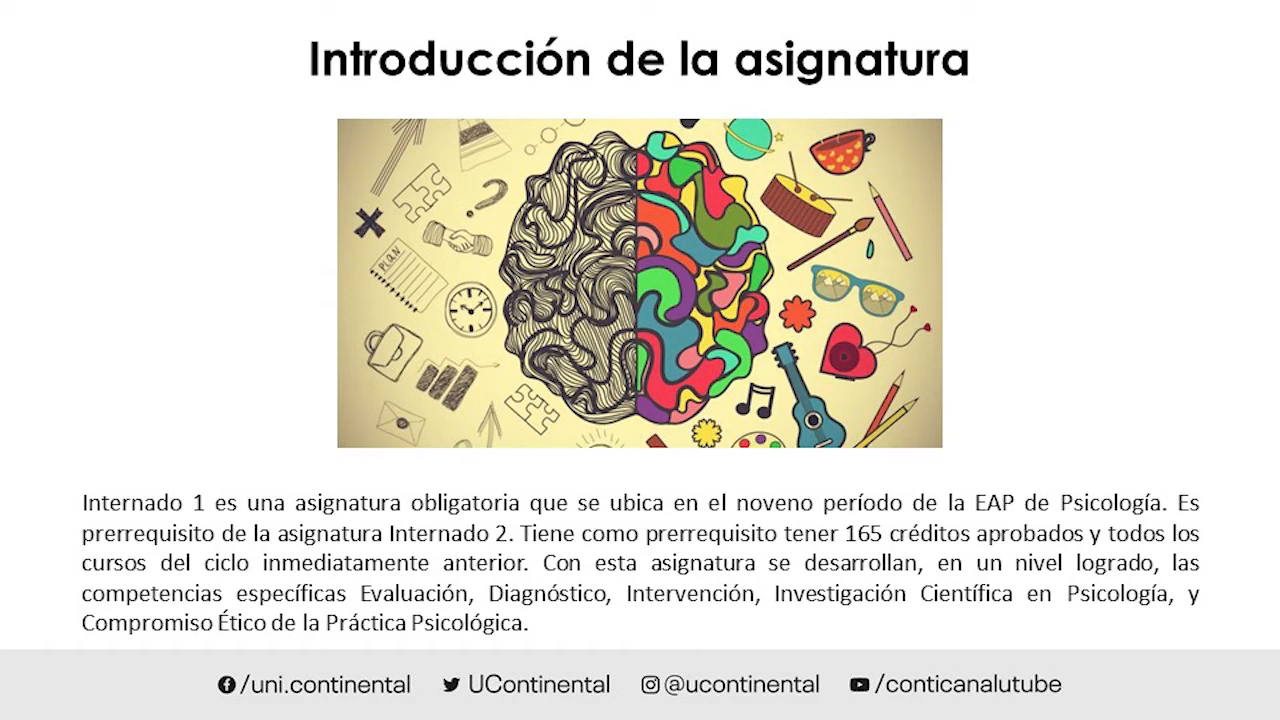 Introducción de la asignatura
PLAN
Internado 1 es una asignatura obligatoria que se ubica en el noveno período de la EAP de Psicología. Es
prerrequisito de la asignatura Internado 2. Tiene como prerrequisito tener 165 créditos aprobados y todos los
cursos del ciclo inmediatamente anterior. Con esta asignatura se desarrollan, en un nivel logrado, las
competencias específicas Evaluación, Diagnóstico, Intervención, Investigación Científica en Psicología, y
Compromiso Ético de la Práctica Psicológica.
/uni.continental UContinental @ucontinental /conticanalutube